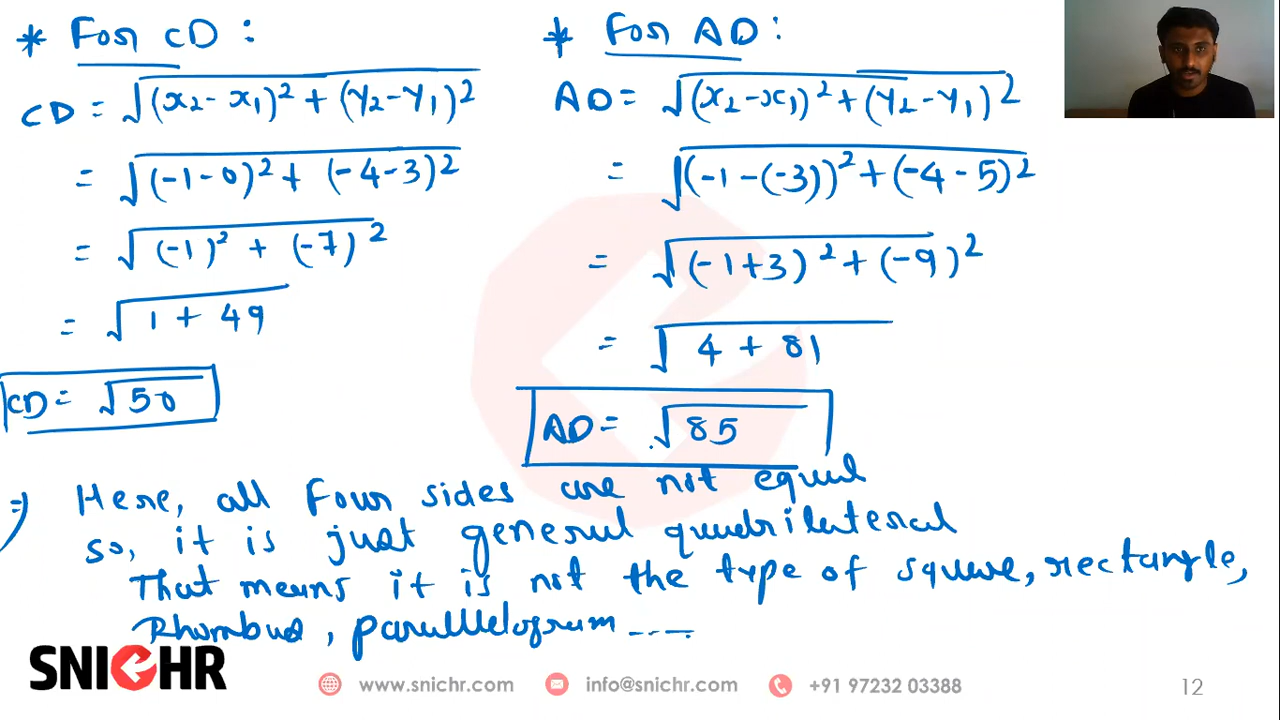 * For CD :
CD = √(x2 - x1)² + (Y2 - Y1)²
= √(-1 - 0)² + (-4 - 3)²
= √(-1)² + (-7)²
= √1 + 49
CD = √50
* For AD :
AD = √(x2 - x1)² + (Y2 - Y1)²
= √(-1 - (-3))² + (-4 - 5)²
= √(-1 + 3)² + (-9)²
= √4 + 81
AD = √85
=> Here, all Four sides are not equal
so, it is just general quadrilateral
That means it is not the type of square, rectangle,
Rhombus, parallelogram ----
SNICHR www.snichr.com info@snichr.com +91 97232 03388 12